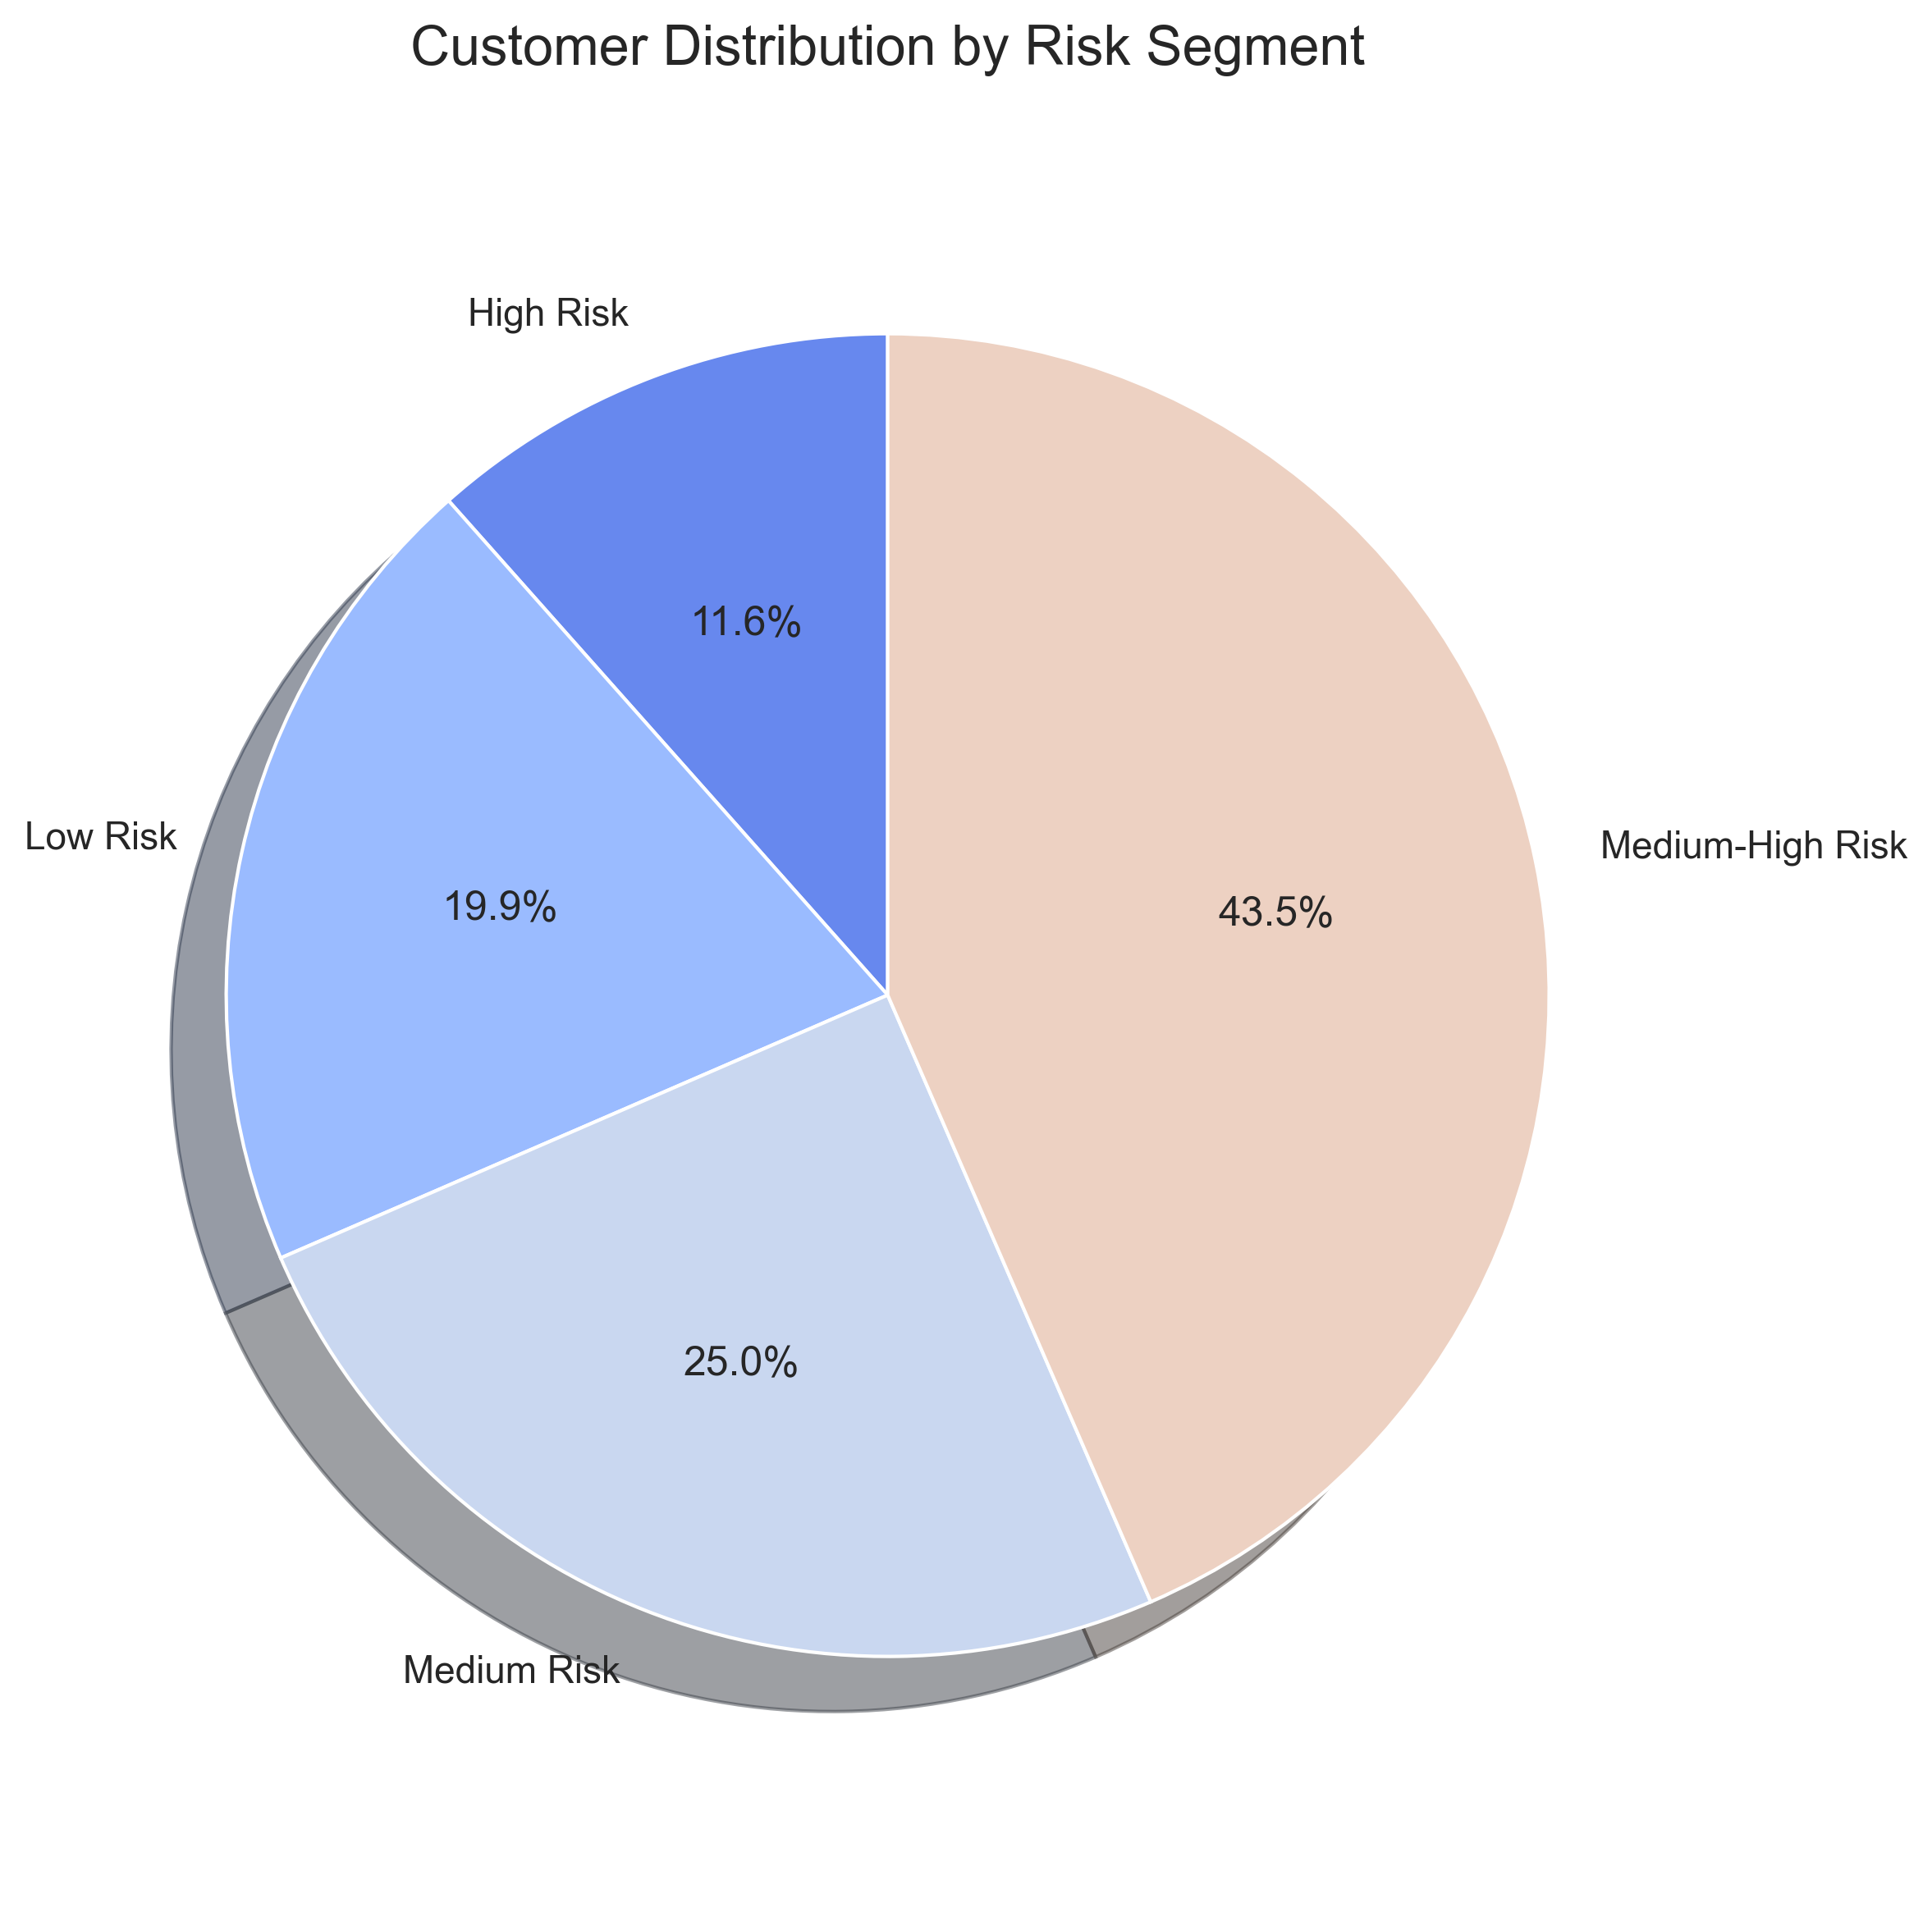 Customer Distribution by Risk Segment
High Risk
11.6%
Low Risk
Medium-High Risk
19.9%
43.5%
25.0%
Medium Risk